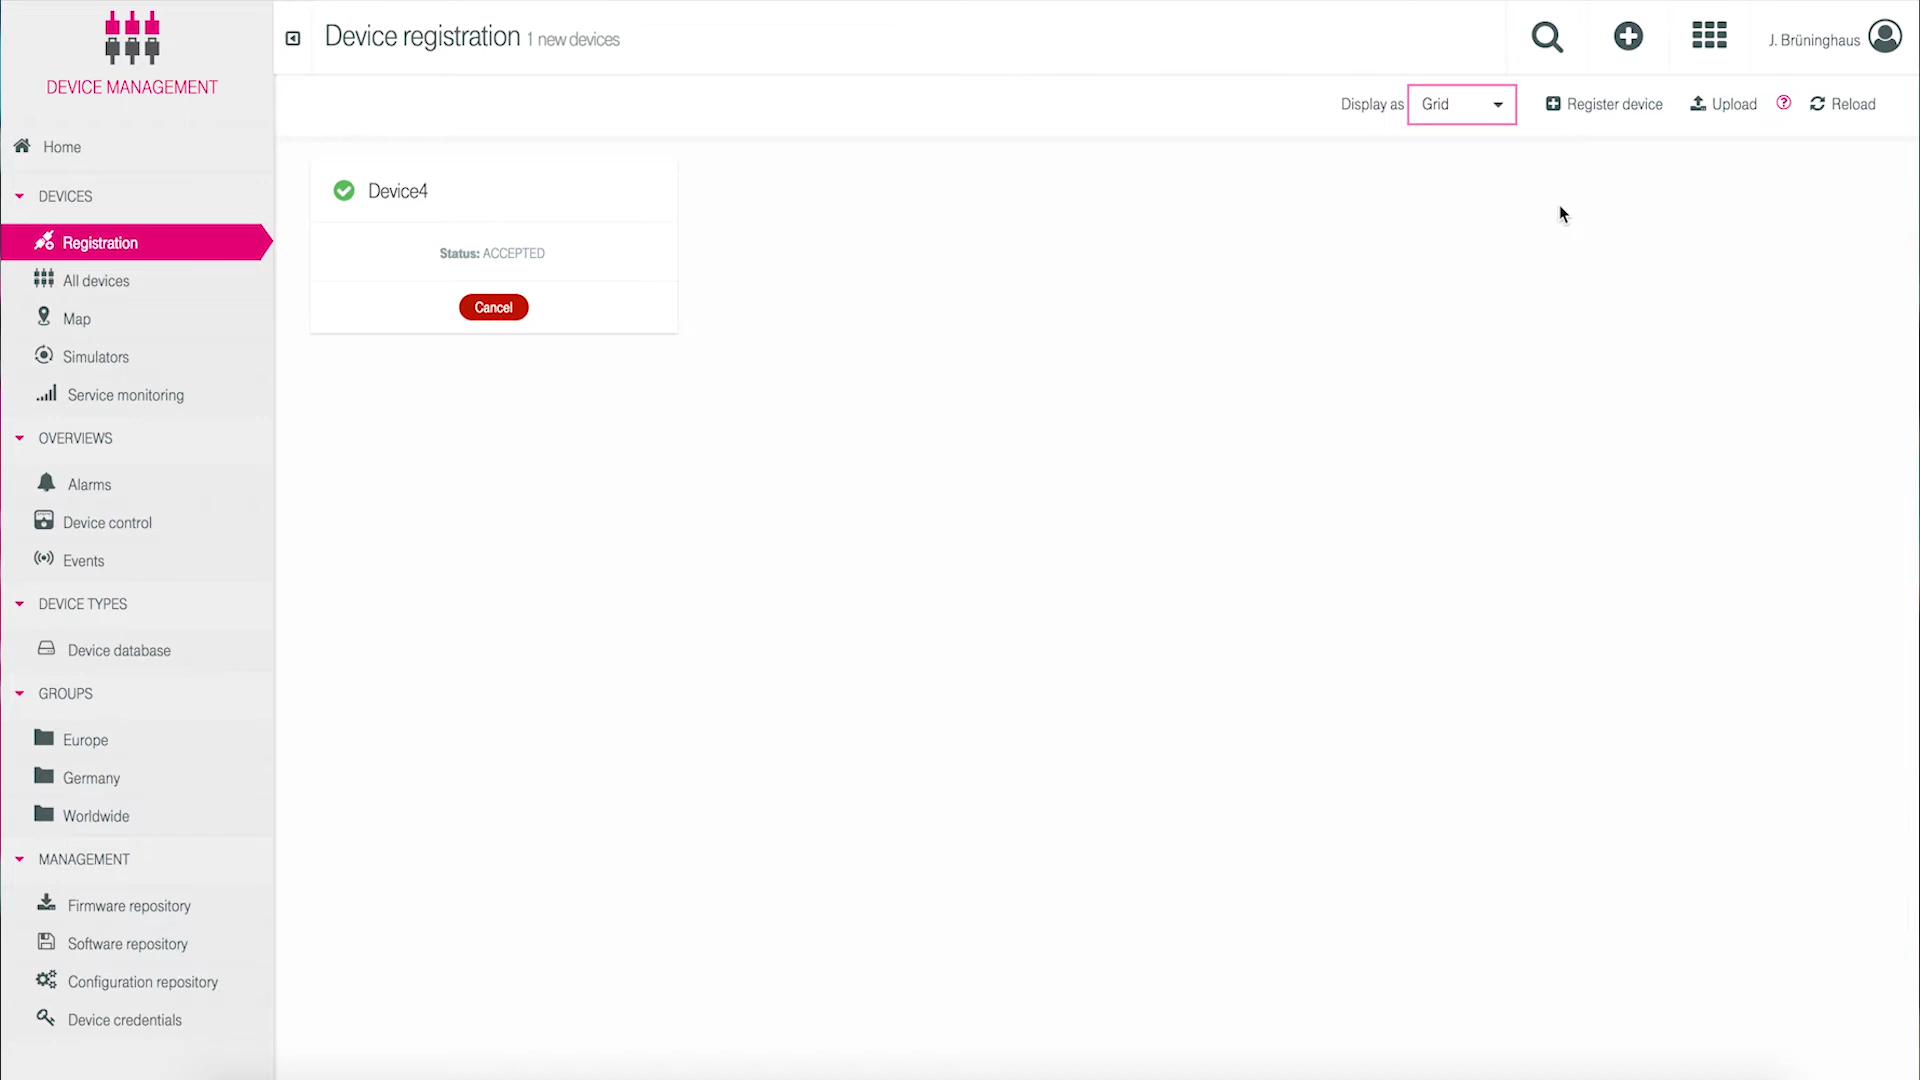 DEVICE MANAGEMENT
Home
DEVICES
Registration
All devices
Map
Simulators
Service monitoring
OVERVIEWS
Alarms
Device control
Events
DEVICE TYPES
Device database
GROUPS
Europe
Germany
Worldwide
MANAGEMENT
Firmware repository
Software repository
Configuration repository
Device credentials
Device registration 1 new devices
J. Brüninghaus
Display as Grid Register device Upload ? Reload
Device4
Status: ACCEPTED
Cancel